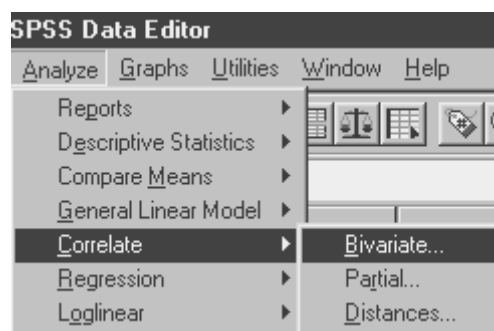 SPSS Data Editor
Analyze Graphs Utilities Window Help
Reports
Descriptive Statistics
Compare Means
General Linear Model
Correlate
Bivariate...
Regression
Partial...
Loglinear
Distances...